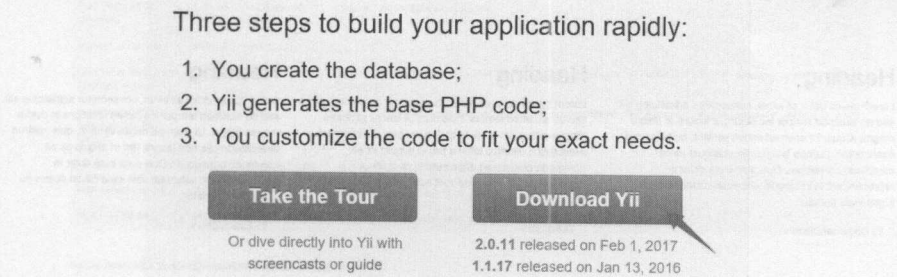 Three steps to build your application rapidly:
1. You create the database;
2. Yii generates the base PHP code;
3. You customize the code to fit your exact needs.
Take the Tour
Download Yii
Or dive directly into Yii with
screencasts or guide
2.0.11 released on Feb 1, 2017
1.1.17 released on Jan 13, 2016